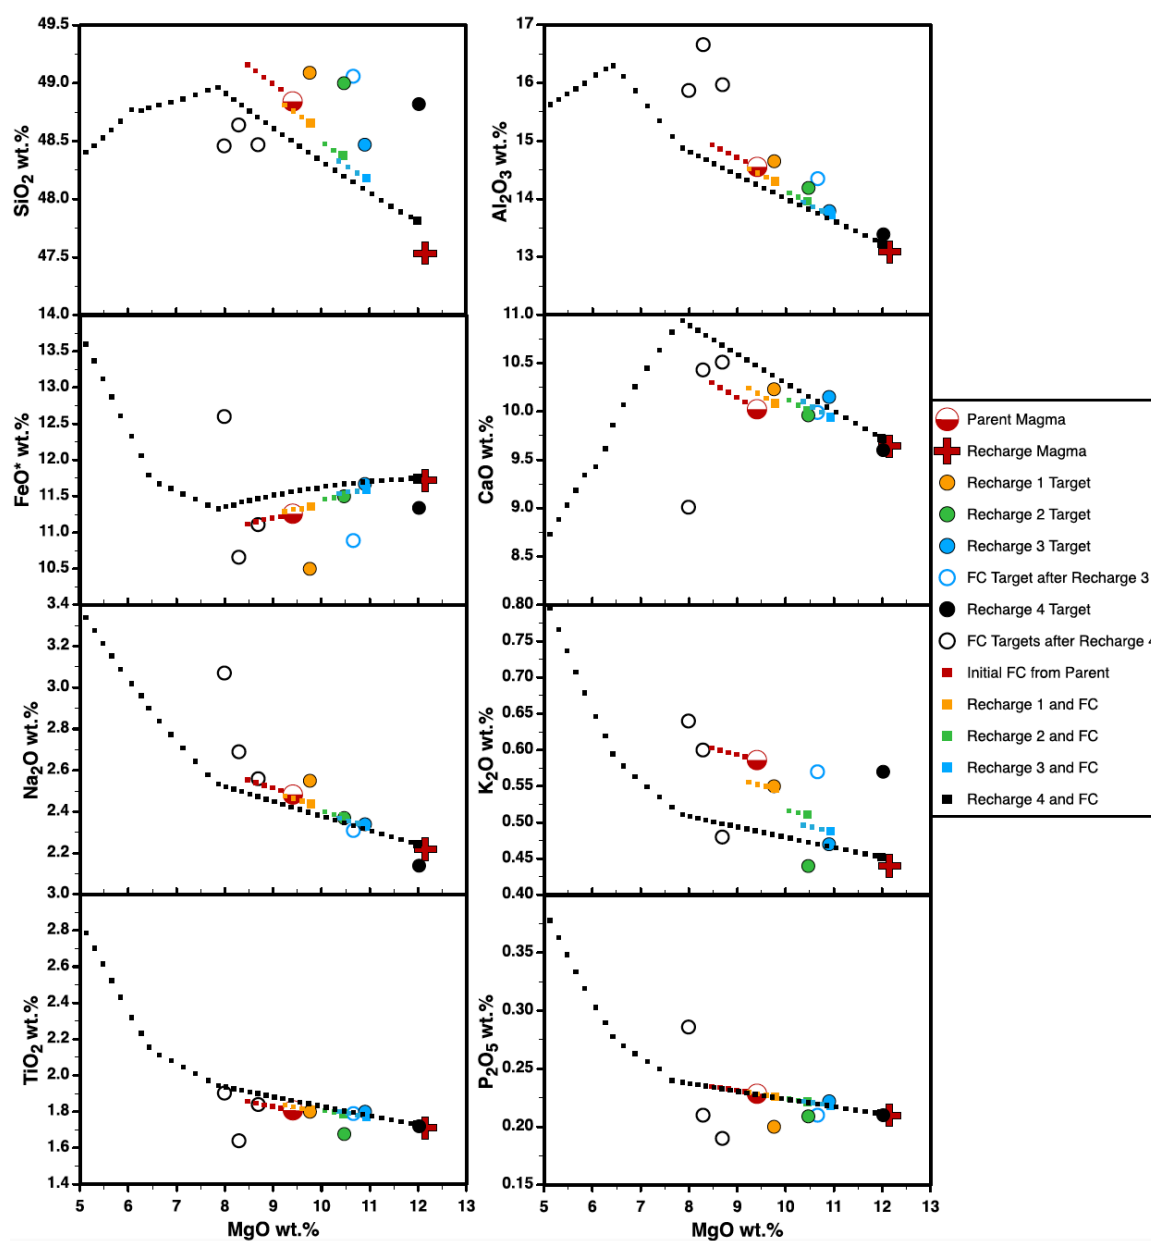 49.5
49.0
48.5
48.0
47.5
14.0
SiO2 wt.%
17
16
15
14
13
11.0
Al2O3 wt.%
13.5
13.0
12.5
12.0
11.5
11.0
10.5
3.4
FeO* wt.%
10.5
10.0
9.5
9.0
8.5
0.80
CaO wt.%
3.2
3.0
2.8
2.6
2.4
2.2
3.0
Na2O wt.%
0.75
0.70
0.65
0.60
0.55
0.50
0.45
0.40
K2O wt.%
2.8
2.6
2.4
2.2
2.0
1.8
1.6
1.4
TiO2 wt.%
5 6 7 8 9 10 11 12 13
MgO wt.%
0.35
0.30
0.25
0.20
0.15
P2O5 wt.%
5 6 7 8 9 10 11 12 13
MgO wt.%
Parent Magma
Recharge Magma
Recharge 1 Target
Recharge 2 Target
Recharge 3 Target
FC Target after Recharge 3
Recharge 4 Target
FC Targets after Recharge 4
Initial FC from Parent
Recharge 1 and FC
Recharge 2 and FC
Recharge 3 and FC
Recharge 4 and FC